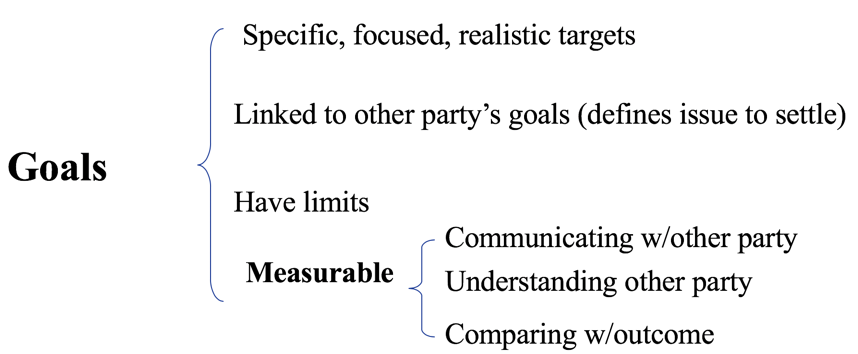 Specific, focused, realistic targets
Linked to other party’s goals (defines issue to settle)
Goals
Have limits
Communicating w/other party
Measurable
Understanding other party
Comparing w/outcome